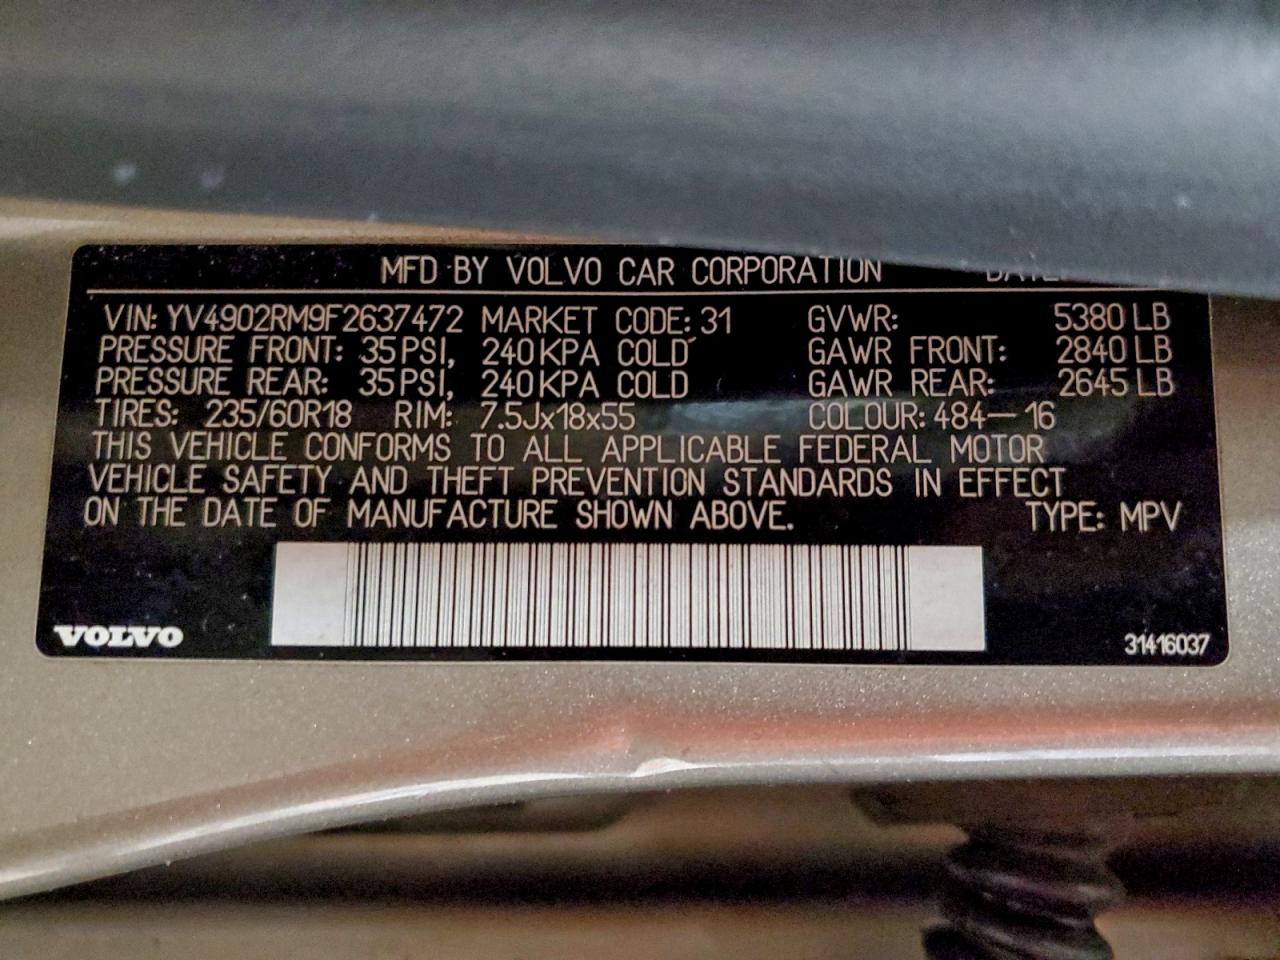 MFD BY VOLVO CAR CORPORATION
VIN: YV4902RM9F2637472 MARKET CODE: 31 GVWR: 5380 LB
PRESSURE FRONT: 35 PSI, 240 KPA COLD GAWR FRONT: 2840 LB
PRESSURE REAR: 35 PSI, 240 KPA COLD GAWR REAR: 2645 LB
TIRES: 235/60R18 RIM: 7.5Jx18x55 COLOUR: 484-16
THIS VEHICLE CONFORMS TO ALL APPLICABLE FEDERAL MOTOR
VEHICLE SAFETY AND THEFT PREVENTION STANDARDS IN EFFECT
ON THE DATE OF MANUFACTURE SHOWN ABOVE. TYPE: MPV
VOLVO 31416037